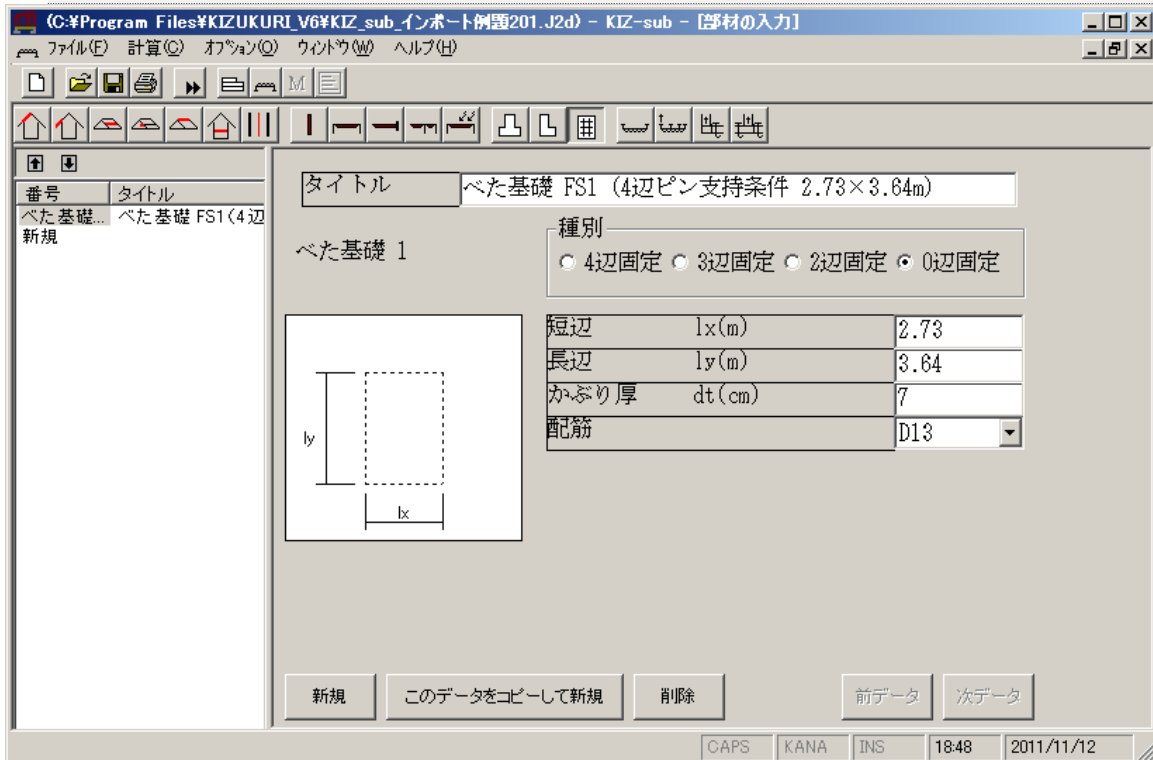 (C:¥Program Files¥KIZUKURI_V6¥KIZ_sub_インポート例題201.J2d) - KIZ-sub - [部材の入力]
ファイル(F) 計算(C) オプション(O) ウィンドウ(W) ヘルプ(H)
M
番号 タイトル
べた基礎... べた基礎 FS1(4辺
新規
タイトル べた基礎 FS1 (4辺ピン支持条件 2.73×3.64m)
べた基礎 1
種別
4辺固定 3辺固定 2辺固定 0辺固定
短辺 lx(m) 2.73
長辺 ly(m) 3.64
かぶり厚 dt(cm) 7
配筋 D13
ly
lx
新規 このデータをコピーして新規 削除 前データ 次データ
CAPS KANA INS 18:48 2011/11/12